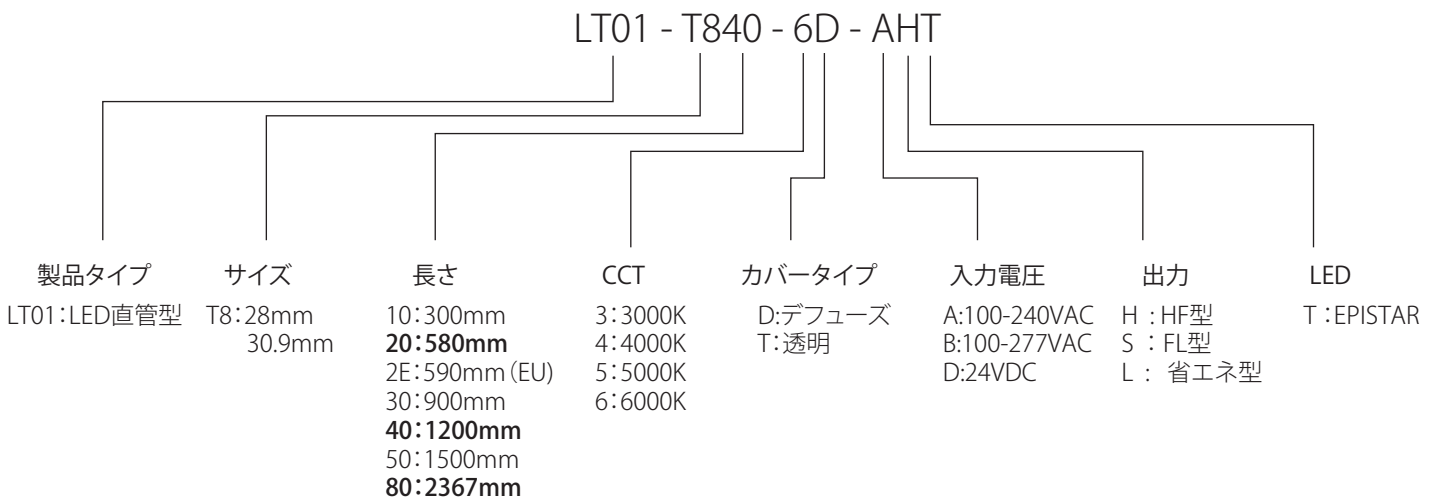 LT01 - T840 - 6D - AHT
製品タイプ
LT01：LED直管型
サイズ
T8：28mm
30.9mm
長さ
10：300mm
20：580mm
2E：590mm（EU）
30：900mm
40：1200mm
50：1500mm
80：2367mm
CCT
3：3000K
4：4000K
5：5000K
6：6000K
カバータイプ
D:デフューズ
T：透明
入力電圧
A:100-240VAC
B:100-277VAC
D:24VDC
出力
H : HF型
S : FL型
L : 省エネ型
LED
T：EPISTAR